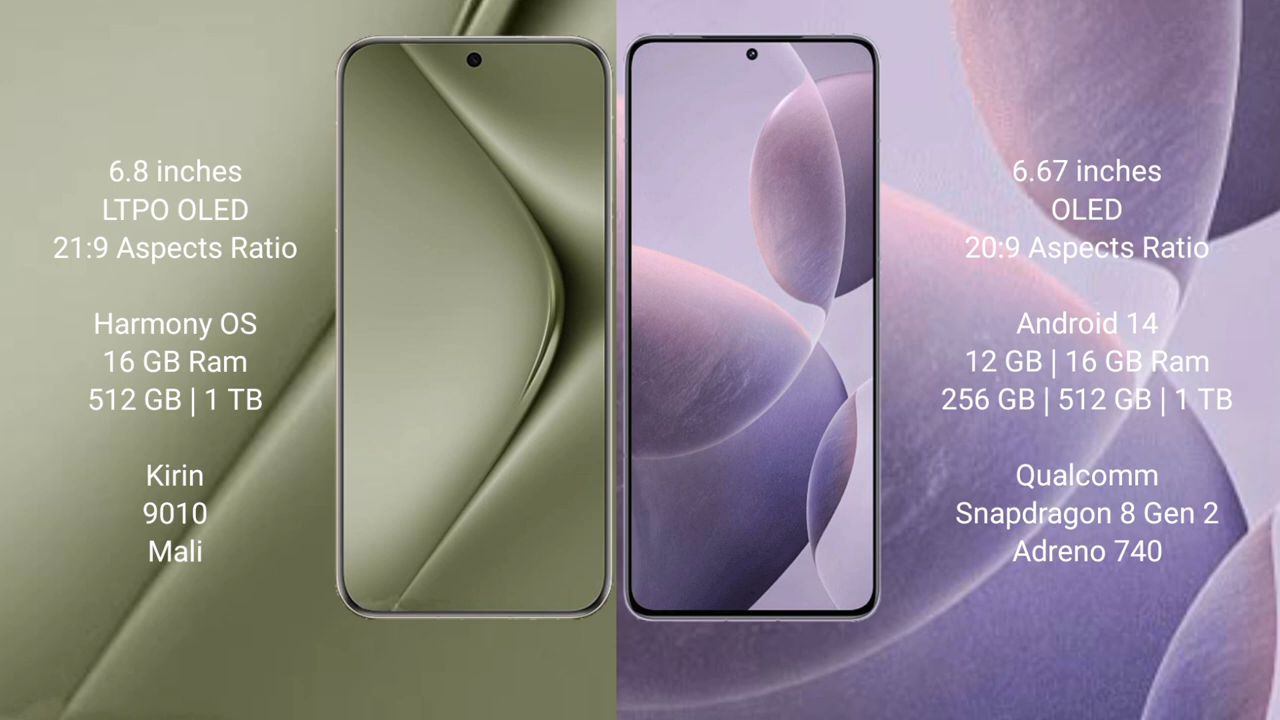 6.8 inches
LTPO OLED
21:9 Aspects Ratio
Harmony OS
16 GB Ram
512 GB | 1 TB
Kirin
9010
Mali
6.67 inches
OLED
20:9 Aspects Ratio
Android 14
12 GB | 16 GB Ram
256 GB | 512 GB | 1 TB
Qualcomm
Snapdragon 8 Gen 2
Adreno 740